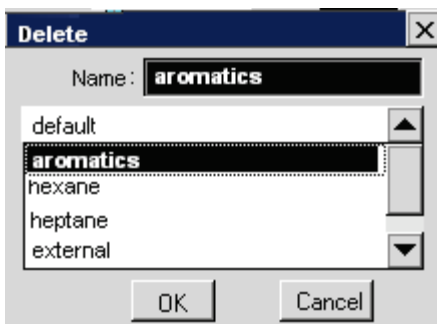 Delete
Name: aromatics
default
aromatics
hexane
heptane
external
OK Cancel